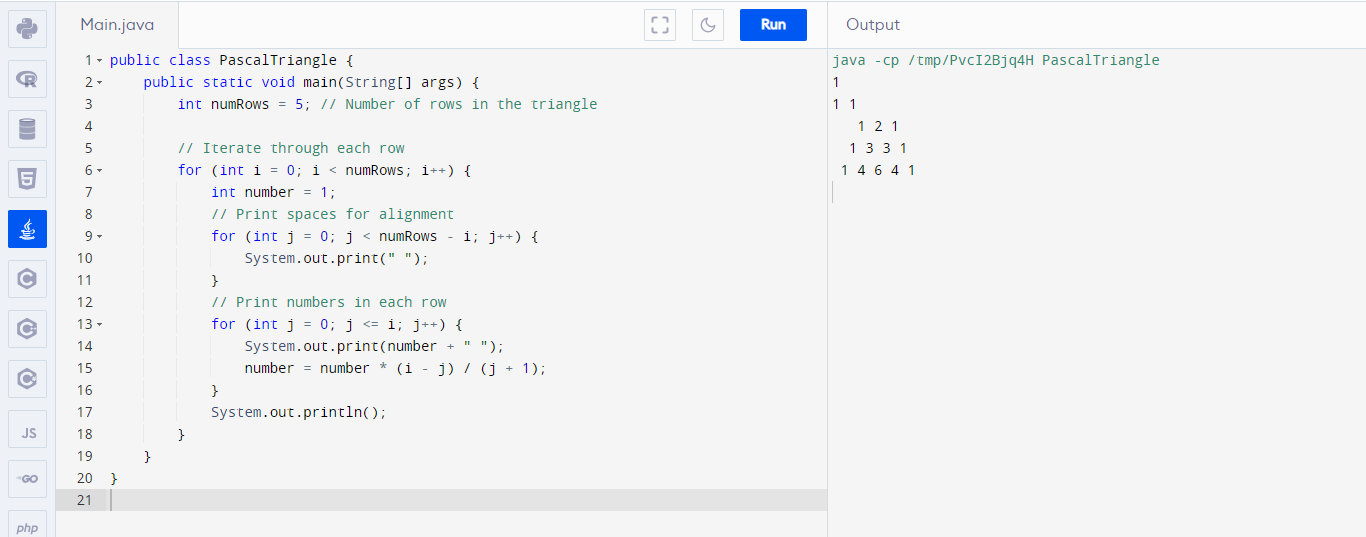 Main.java
Run
Output
1 public class PascalTriangle {
2     public static void main(String[] args) {
3         int numRows = 5; // Number of rows in the triangle
4
5         // Iterate through each row
6         for (int i = 0; i < numRows; i++) {
7             int number = 1;
8             // Print spaces for alignment
9             for (int j = 0; j < numRows - i; j++) {
10                 System.out.print(" ");
11             }
12             // Print numbers in each row
13             for (int j = 0; j <= i; j++) {
14                 System.out.print(number + " ");
15                 number = number * (i - j) / (j + 1);
16             }
17             System.out.println();
18         }
19     }
20 }
21
java -cp /tmp/PvcI2Bjq4H PascalTriangle
1
1 1
   1 2 1
  1 3 3 1
 1 4 6 4 1
R
5
C
C
C
JS
GO
php